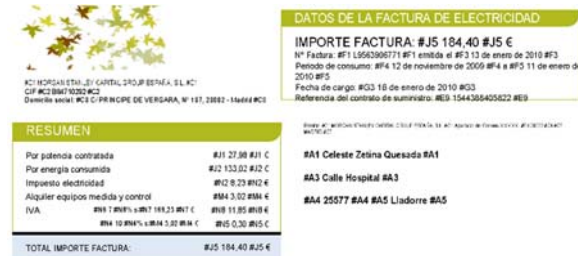 #C1 MORGAN STANLEY CAPITAL GROUP ESPAÑA, S.L. #C1
CIF #C2 B84710293 #C2
Domicilio social: #C3 C/ PRINCIPE DE VERGARA, Nº 187, 20882 - Madrid #C3
DATOS DE LA FACTURA DE ELECTRICIDAD
IMPORTE FACTURA: #J5 184,40 #J5 €
Nº Factura: #F1 L956390677 1 #F1 emitida el #F3 13 de enero de 2010 #F3
Periodo de consumo: #F4 12 de noviembre de 2009 #F4 a #F5 11 de enero de
2010 #F5
Fecha de cargo: #G3 18 de enero de 2010 #G3
Referencia del contrato de suministro: #E9 1544388405822 #E9
RESUMEN
Por potencia contratada #J1 27,98 #J1 €
Por energía consumida #J2 133,02 #J2 €
Impuesto electricidad #N2 8,23 #N2 €
Alquiler equipos medida y control #M4 3,02 #M4 €
IVA #N6 7 #N6% s/#N7 169,23 #N7 € #N8 11,85 #N8 €
#N4 10 #N4% s/#M4 3,02 #M4 € #N5 0,30 #N5 €
TOTAL IMPORTE FACTURA: #J5 184,40 #J5 €
#A1 Celeste Zetina Quesada #A1
#A3 Calle Hospital #A3
#A4 25577 #A4 #A5 Lladorre #A5